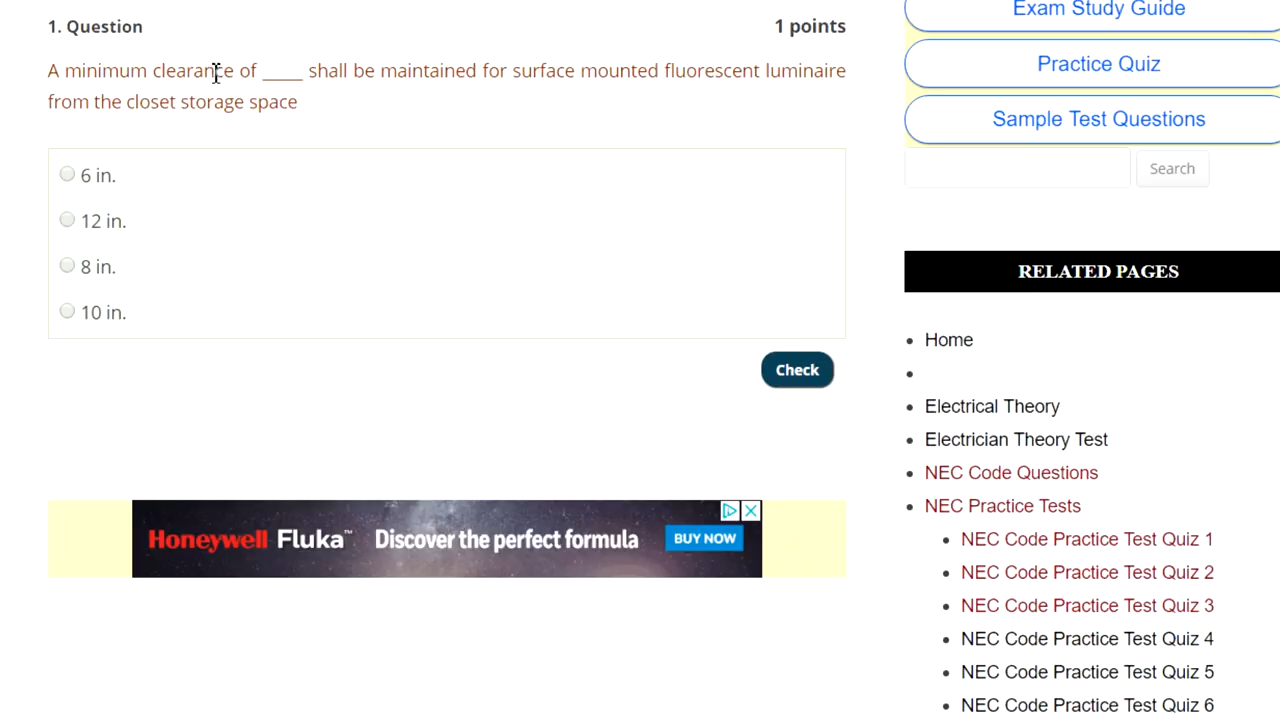 1. Question
1 points
A minimum clearance of _____ shall be maintained for surface mounted fluorescent luminaire
from the closet storage space
6 in.
12 in.
8 in.
10 in.
Check
Honeywell Fluka™ Discover the perfect formula BUY NOW
Exam Study Guide
Practice Quiz
Sample Test Questions
Search
RELATED PAGES
Home
Electrical Theory
Electrician Theory Test
NEC Code Questions
NEC Practice Tests
NEC Code Practice Test Quiz 1
NEC Code Practice Test Quiz 2
NEC Code Practice Test Quiz 3
NEC Code Practice Test Quiz 4
NEC Code Practice Test Quiz 5
NEC Code Practice Test Quiz 6